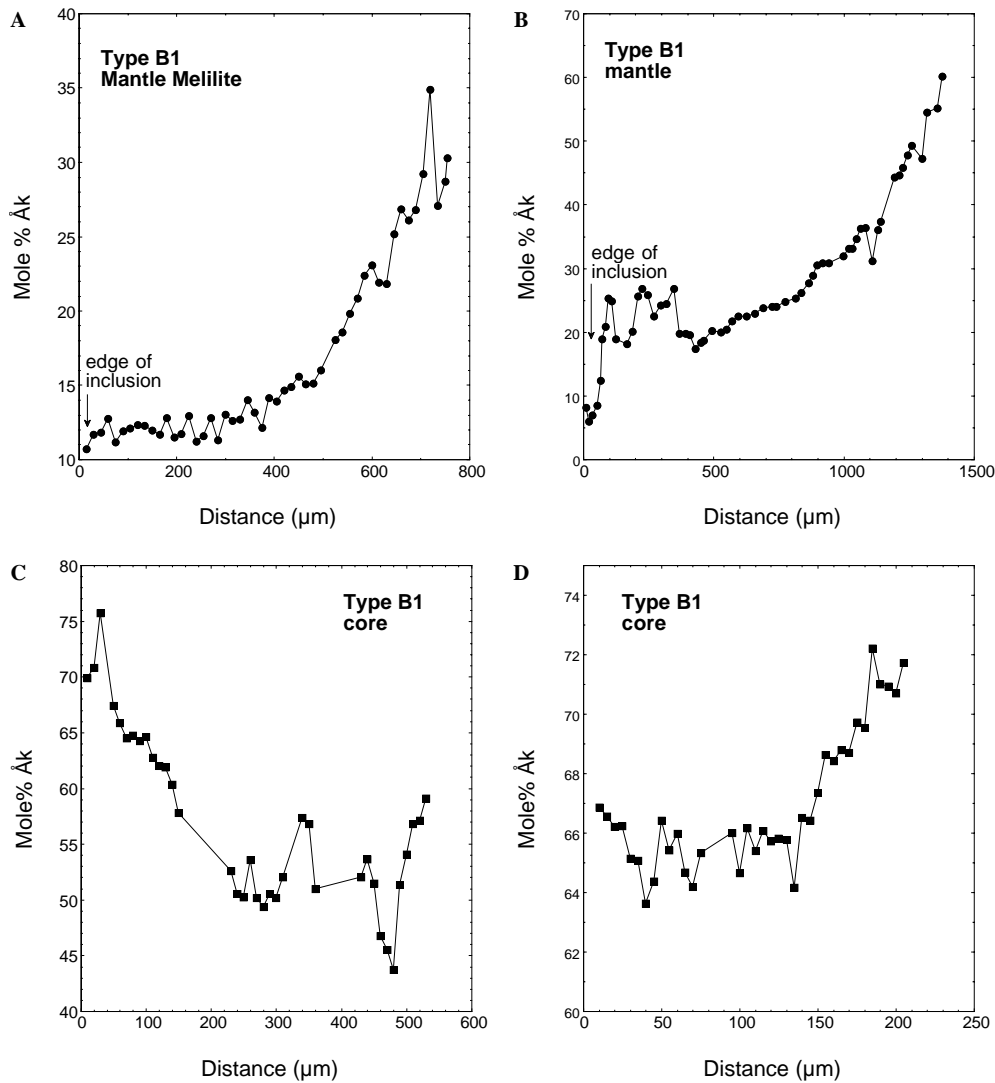 A
Type B1
Mantle Melilite
Mole % Åk
40
35
30
25
20
15
10
edge of
inclusion
0
200
400
600
800
Distance (µm)
B
Type B1
mantle
Mole % Åk
70
60
50
40
30
20
10
0
edge of
inclusion
0
500
1000
1500
Distance (µm)
C
Type B1
core
Mole% Åk
80
75
70
65
60
55
50
45
40
0
100
200
300
400
500
600
Distance (µm)
D
Type B1
core
Mole% Åk
74
72
70
68
66
64
62
60
0
50
100
150
200
250
Distance (µm)